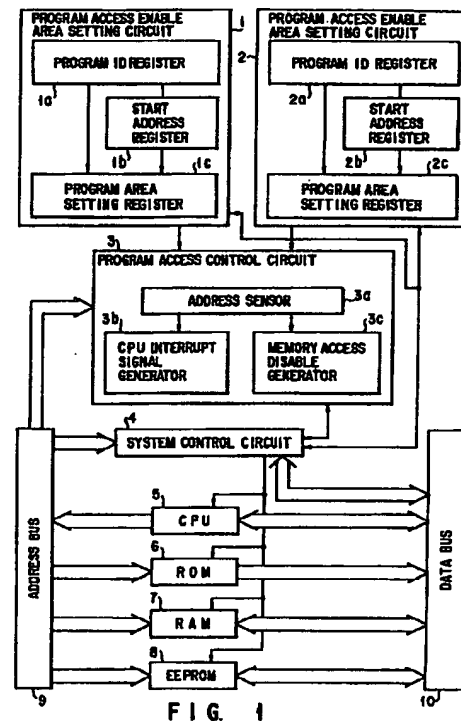 PROGRAM ACCESS ENABLE
AREA SETTING CIRCUIT
1
PROGRAM ID REGISTER
1a
START
ADDRESS
REGISTER
1b
1c
PROGRAM AREA
SETTING REGISTER
PROGRAM ACCESS ENABLE
AREA SETTING CIRCUIT
2
PROGRAM ID REGISTER
2a
START
ADDRESS
REGISTER
2b
2c
PROGRAM AREA
SETTING REGISTER
3
PROGRAM ACCESS CONTROL CIRCUIT
ADDRESS SENSOR
3a
3b
CPU INTERRUPT
SIGNAL
GENERATOR
3c
MEMORY ACCESS
DISABLE GENERATOR
4
SYSTEM CONTROL CIRCUIT
5
CPU
6
ROM
7
RAM
8
EEPROM
ADDRESS BUS
9
DATA BUS
10
FIG. 1